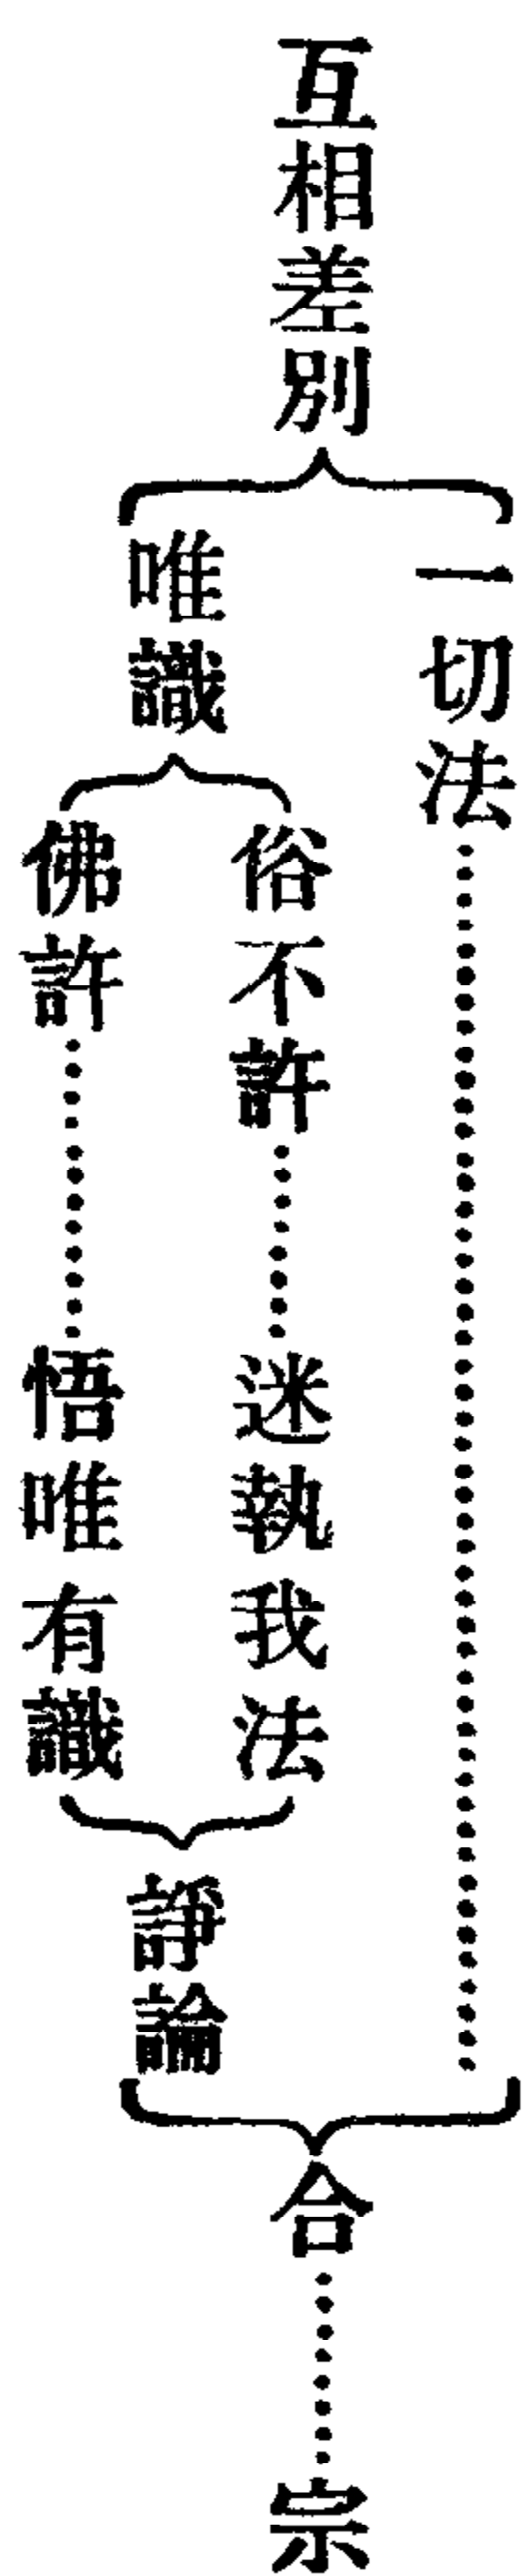 互相差別
一切法
唯識
俗不許
迷執我法
佛許
悟唯有識
諍論
合
宗